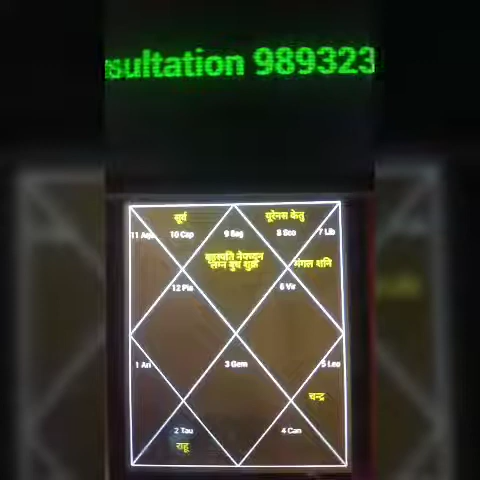 sultation 989323
सूर्य
यूरेनस केतु
11 Aqu
10 Cap
9 Sag
8 Sco
7 Lib
बृहस्पति नेपच्यून
लग्न बुध शुक्र
मंगल शनि
12 Pis
6 Vir
1 Ari
3 Gem
5 Leo
चन्द्र
2 Tau
4 Can
राहू